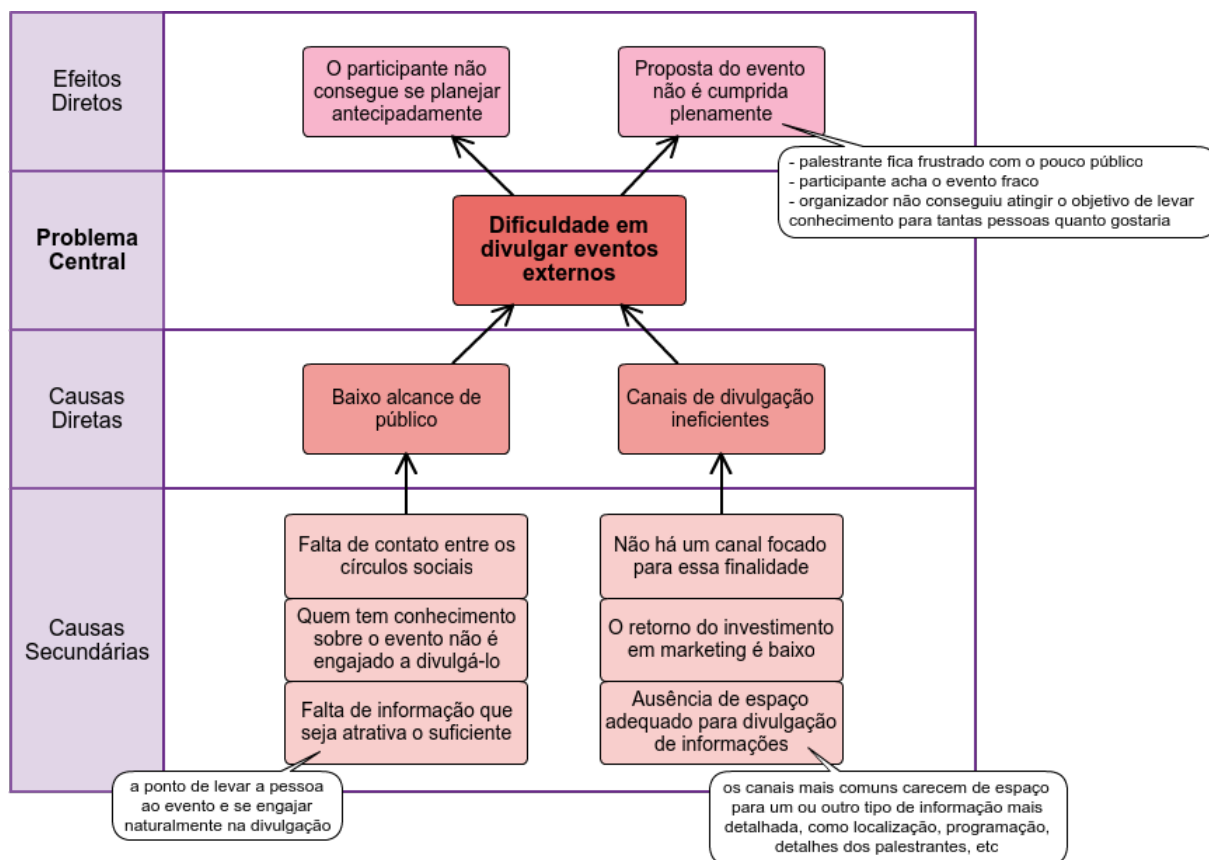 Efeitos
Diretos
O participante não
consegue se planejar
antecipadamente
Proposta do evento
não é cumprida
plenamente
- palestrante fica frustrado com o pouco público
- participante acha o evento fraco
- organizador não conseguiu atingir o objetivo de levar
conhecimento para tantas pessoas quanto gostaria
Problema
Central
Dificuldade em
divulgar eventos
externos
Causas
Diretas
Baixo alcance de
público
Canais de divulgação
ineficientes
Causas
Secundárias
Falta de contato entre os
círculos sociais
Quem tem conhecimento
sobre o evento não é
engajado a divulgá-lo
Falta de informação que
seja atrativa o suficiente
a ponto de levar a pessoa
ao evento e se engajar
naturalmente na divulgação
Não há um canal focado
para essa finalidade
O retorno do investimento
em marketing é baixo
Ausência de espaço
adequado para divulgação
de informações
os canais mais comuns carecem de espaço
para um ou outro tipo de informação mais
detalhada, como localização, programação,
detalhes dos palestrantes, etc